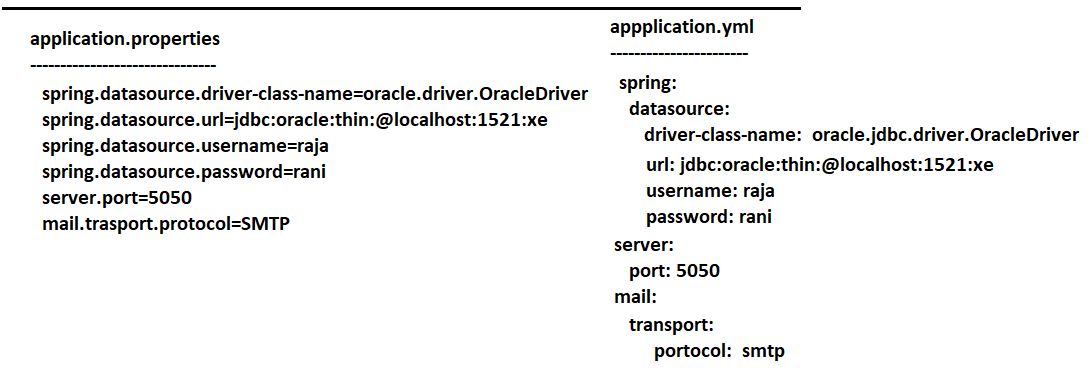 application.properties
-------------------------------
spring.datasource.driver-class-name=oracle.driver.OracleDriver
spring.datasource.url=jdbc:oracle:thin:@localhost:1521:xe
spring.datasource.username=raja
spring.datasource.password=rani
server.port=5050
mail.trasport.protocol=SMTP
appplication.yml
-----------------------
spring:
datasource:
driver-class-name: oracle.jdbc.driver.OracleDriver
url: jdbc:oracle:thin:@localhost:1521:xe
username: raja
password: rani
server:
port: 5050
mail:
transport:
portocol: smtp